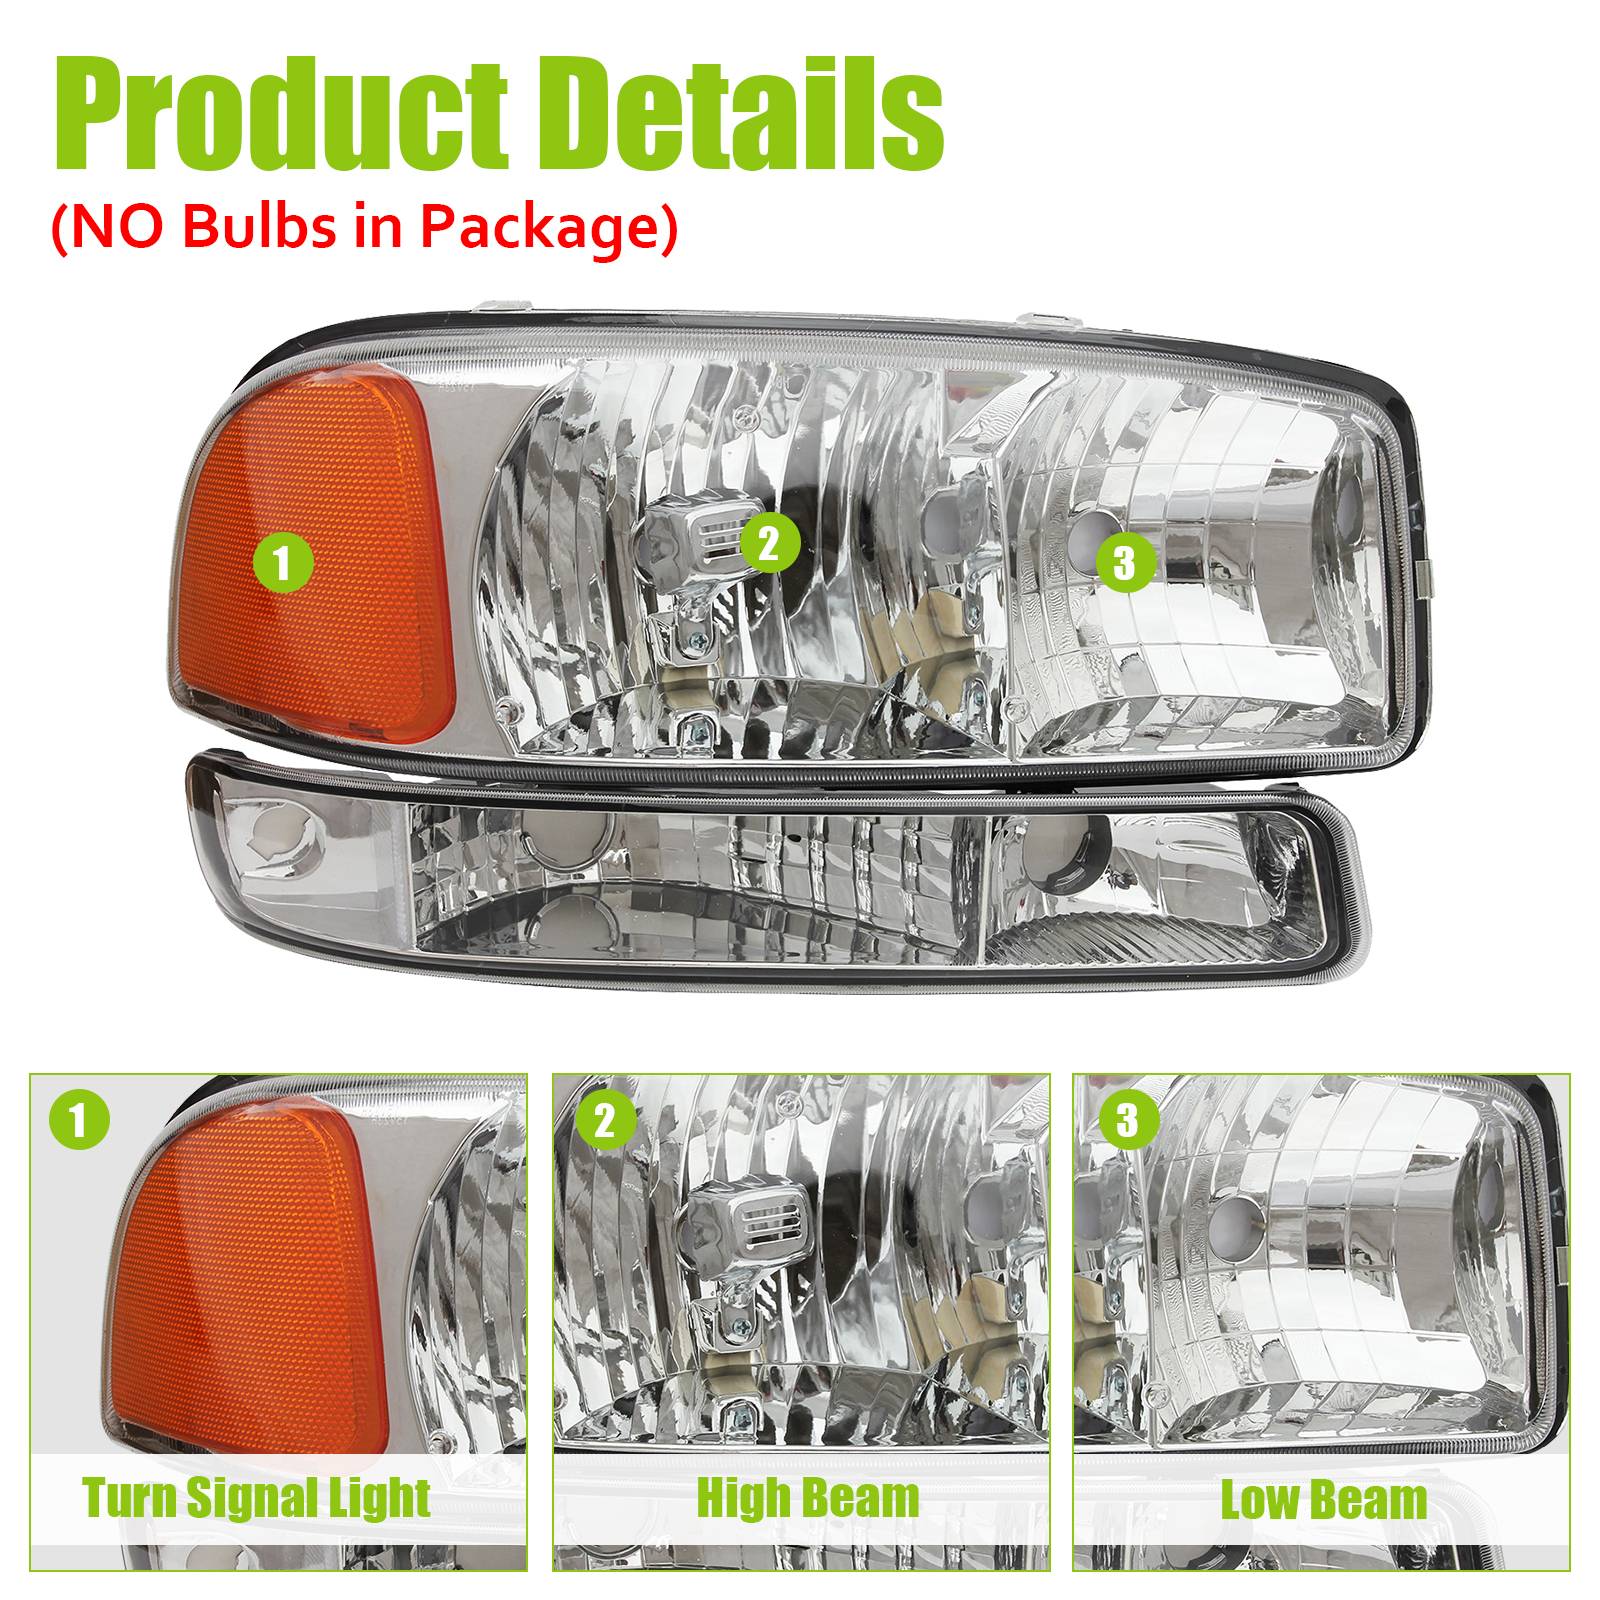 Product Details
(NO Bulbs in Package)
1
2
3
1
2
3
Turn Signal Light
High Beam
Low Beam